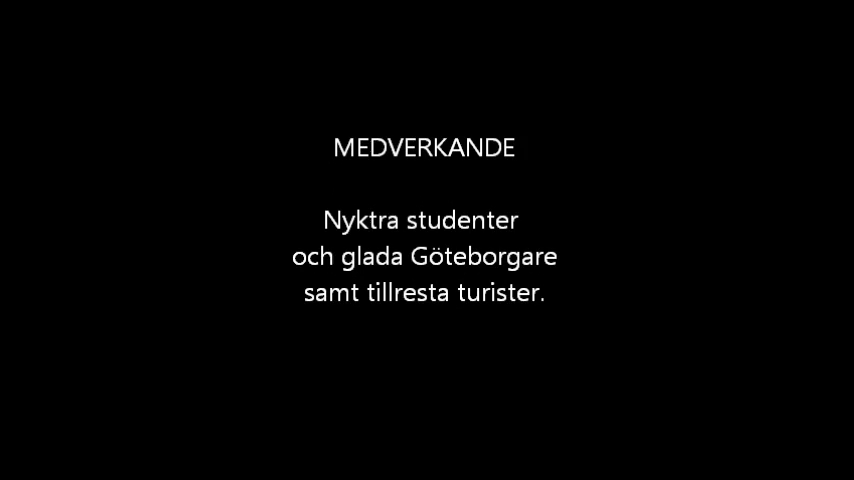 MEDVERKANDE
Nyktra studenter
och glada Göteborgare
samt tillresta turister.